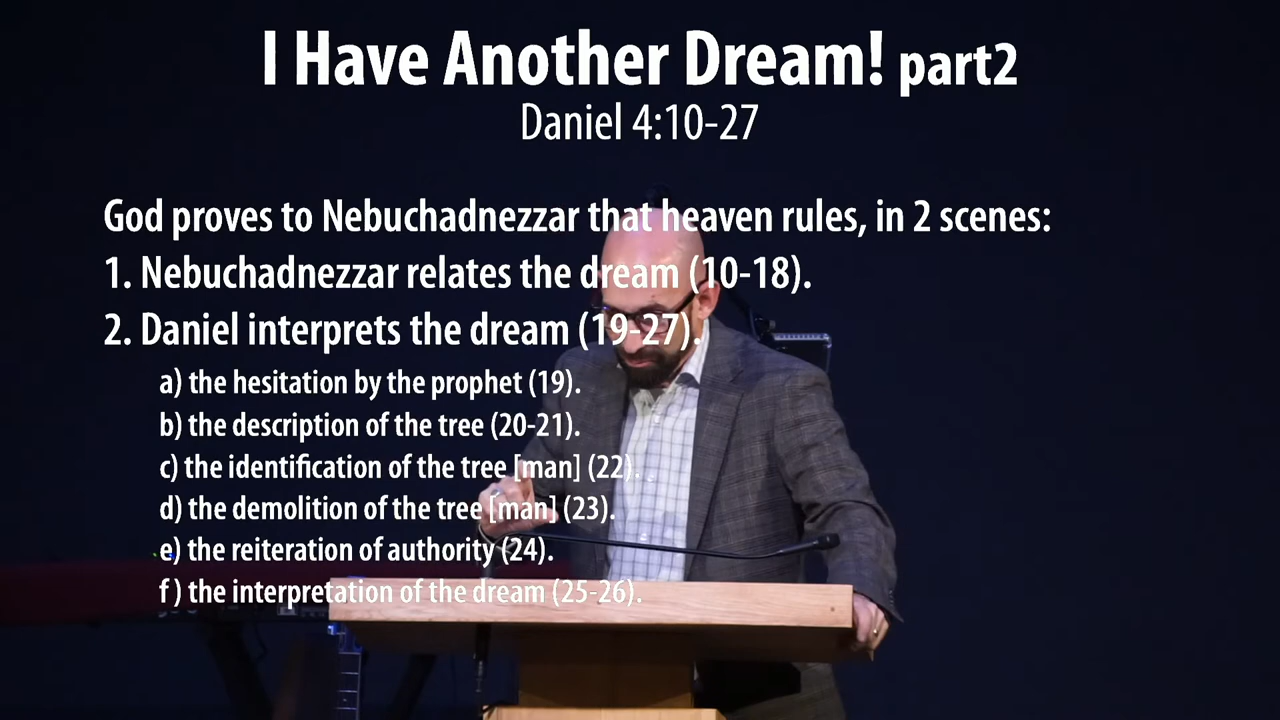 I Have Another Dream! part2
Daniel 4:10-27
God proves to Nebuchadnezzar that heaven rules, in 2 scenes:
1. Nebuchadnezzar relates the dream (10-18).
2. Daniel interprets the dream (19-27).
a) the hesitation by the prophet (19).
b) the description of the tree (20-21).
c) the identification of the tree [man] (22).
d) the demolition of the tree [man] (23).
e) the reiteration of authority (24).
f ) the interpretation of the dream (25-26).